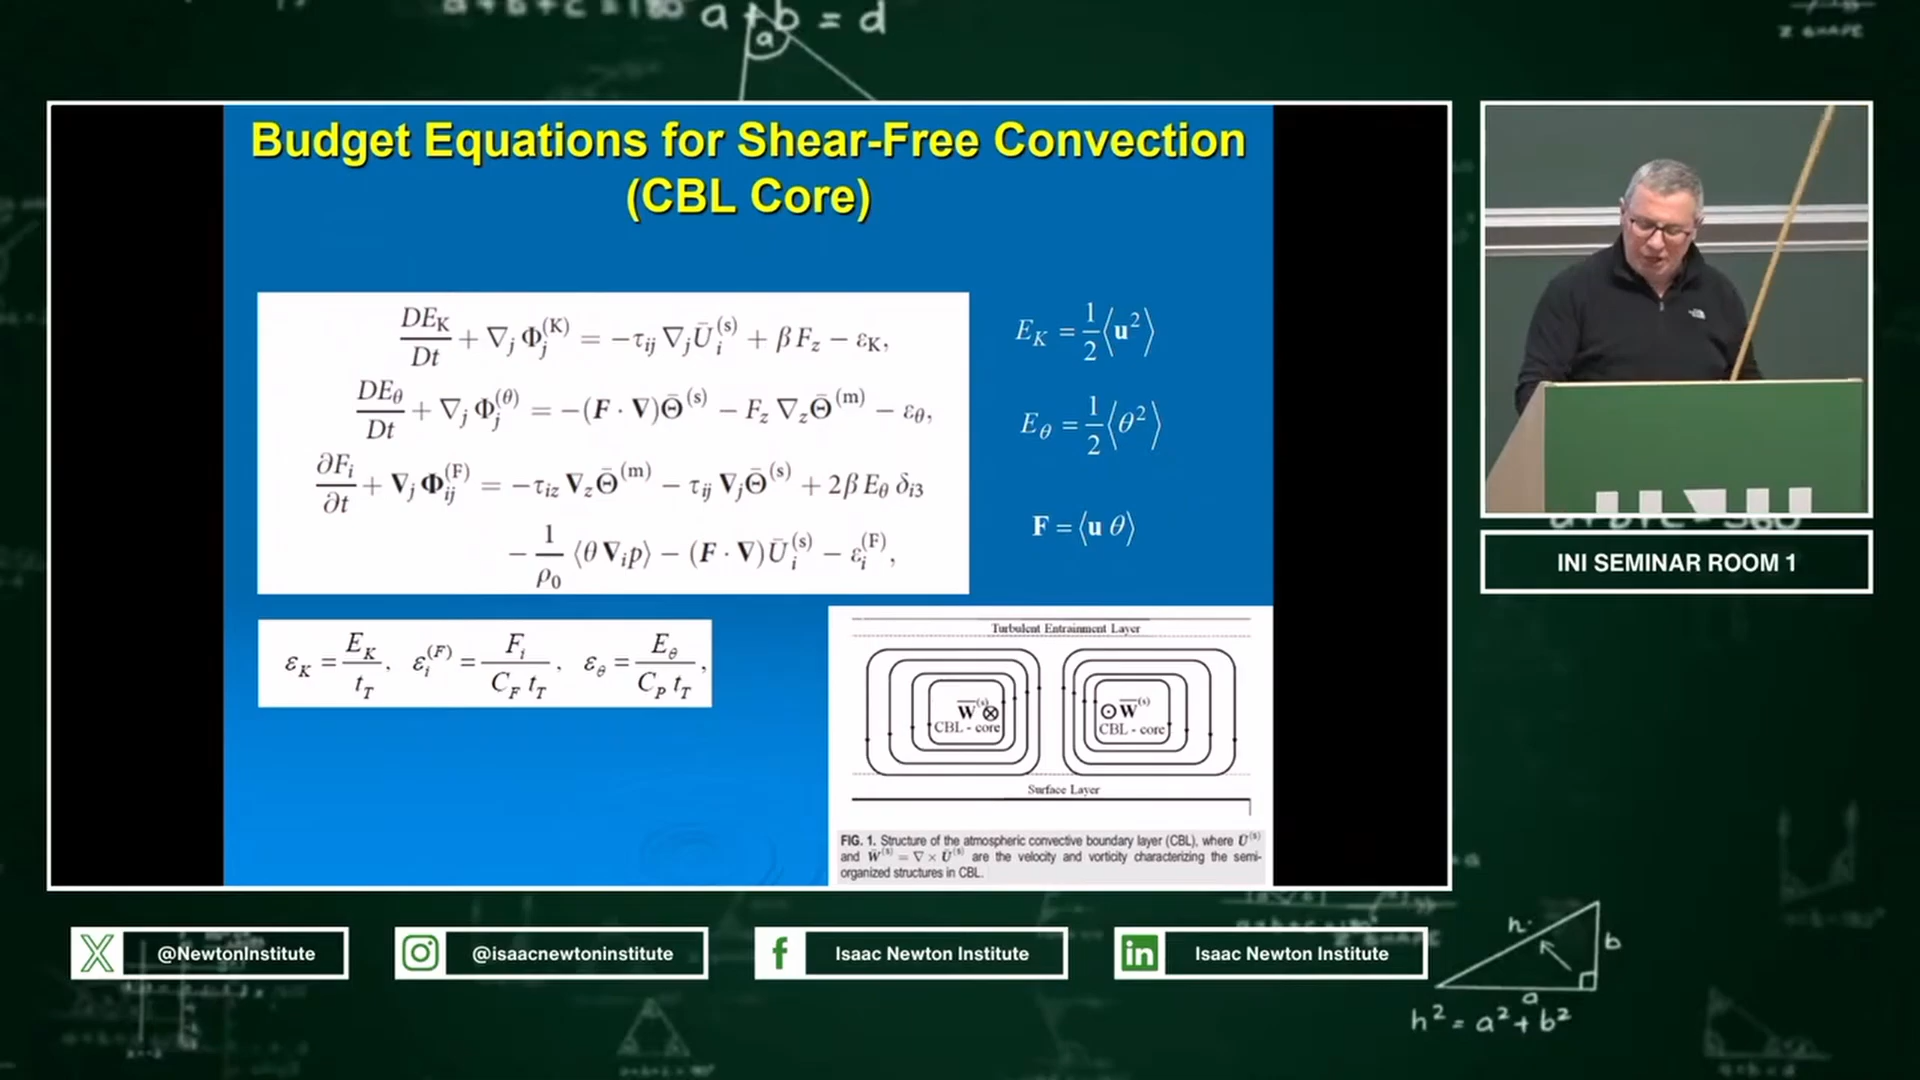 a + b = d
a
Z SHAPE
Budget Equations for Shear-Free Convection
(CBL Core)
DE_K/Dt + ∇_j Φ_j^(K) = −τ_ij ∇_j Ū_i^(s) + β F_z − ε_K,
DE_θ/Dt + ∇_j Φ_j^(θ) = −(F · ∇)Θ̄^(s) − F_z ∇_z Θ̄^(m) − ε_θ,
∂F_i/∂t + ∇_j Φ_ij^(F) = −τ_iz ∇_z Θ̄^(m) − τ_ij ∇_j Θ̄^(s) + 2β E_θ δ_i3
− 1/ρ_0 ⟨θ ∇_i p⟩ − (F · ∇)Ū_i^(s) − ε_i^(F),
E_K = 1/2 ⟨u²⟩
E_θ = 1/2 ⟨θ²⟩
F = ⟨u θ⟩
ε_K = E_K/t_T, ε_i^(F) = F_i/(C_F t_T), ε_θ = E_θ/(C_P t_T),
Turbulent Entrainment Layer
W̄^(s) ⊗
CBL - core
⊙ W̄^(s)
CBL - core
Surface Layer
FIG. 1. Structure of the atmospheric convective boundary layer (CBL), where Ū^(s)
and W̄^(s) = ∇ × Ū^(s) are the velocity and vorticity characterizing the semi-
organized structures in CBL.
INI SEMINAR ROOM 1
@NewtonInstitute
@isaacnewtoninstitute
f
Isaac Newton Institute
in
Isaac Newton Institute
h
b
a
h² = a² + b²